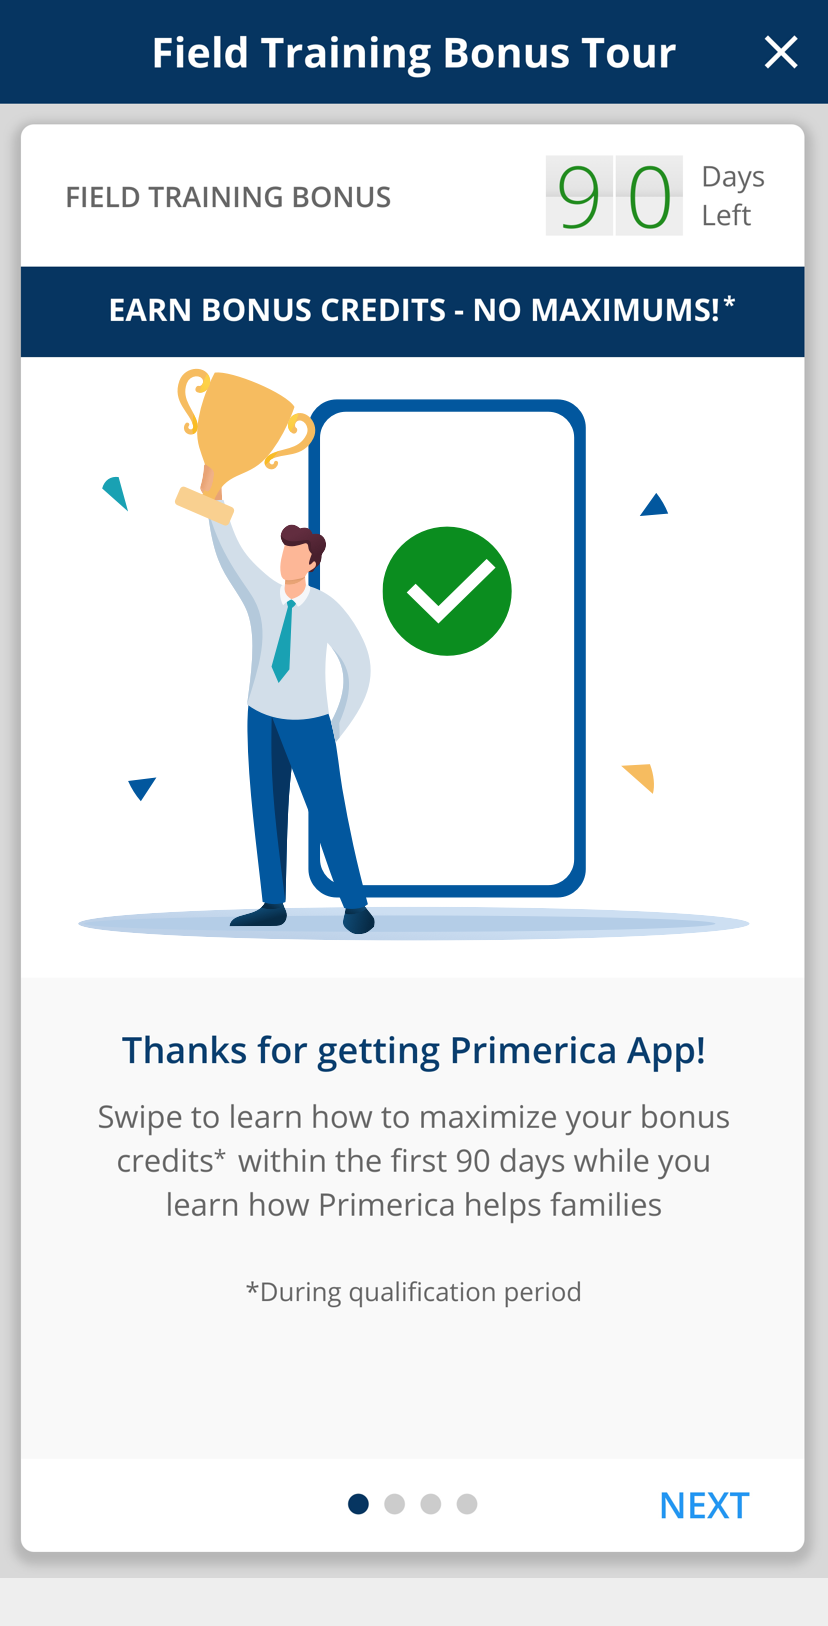 Field Training Bonus Tour
FIELD TRAINING BONUS
90
Days
Left
EARN BONUS CREDITS - NO MAXIMUMS!*
Thanks for getting Primerica App!
Swipe to learn how to maximize your bonus
credits* within the first 90 days while you
learn how Primerica helps families
*During qualification period
NEXT